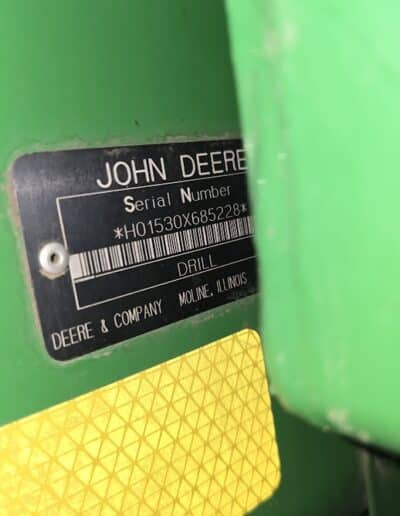 JOHN DEERE
Serial Number
*H01530X685228*
DRILL
DEERE & COMPANY MOLINE, ILLINOIS